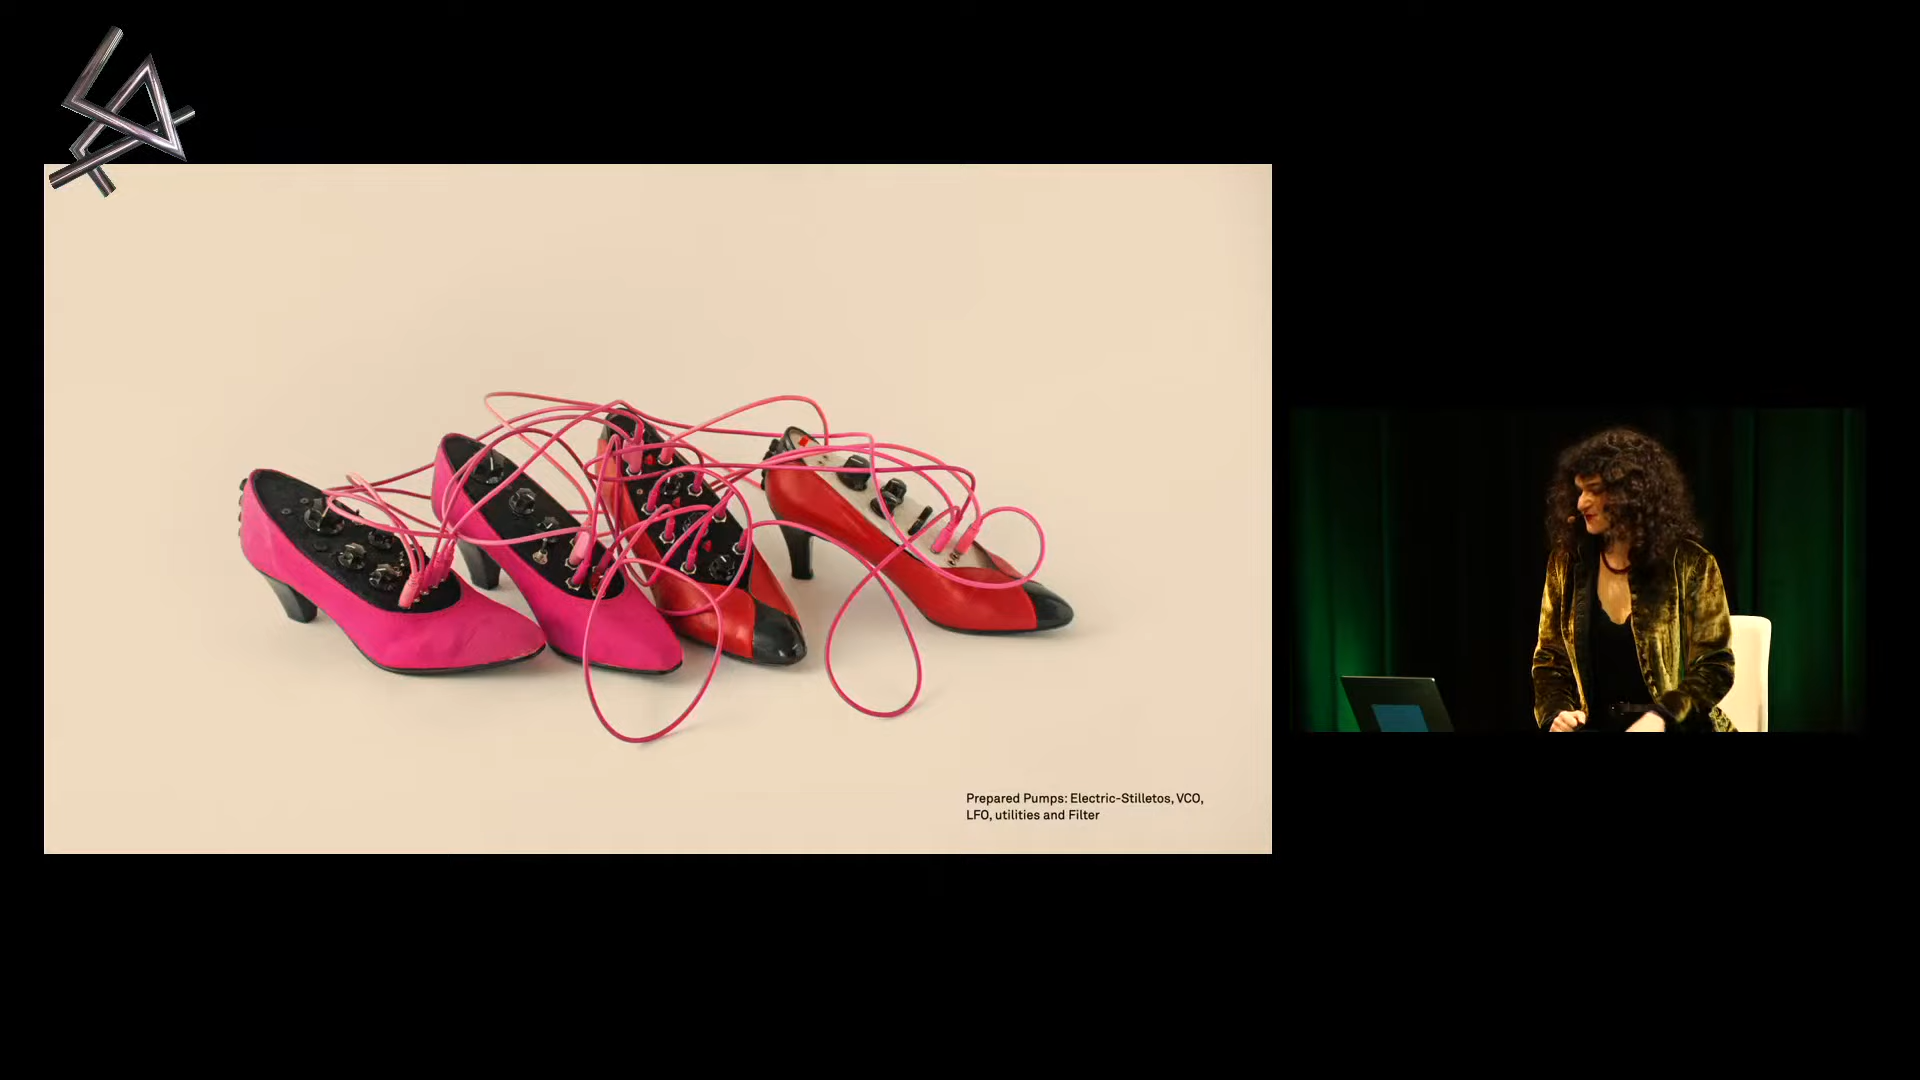 Prepared Pumps: Electric-Stilletos, VCO,
LFO, utilities and Filter